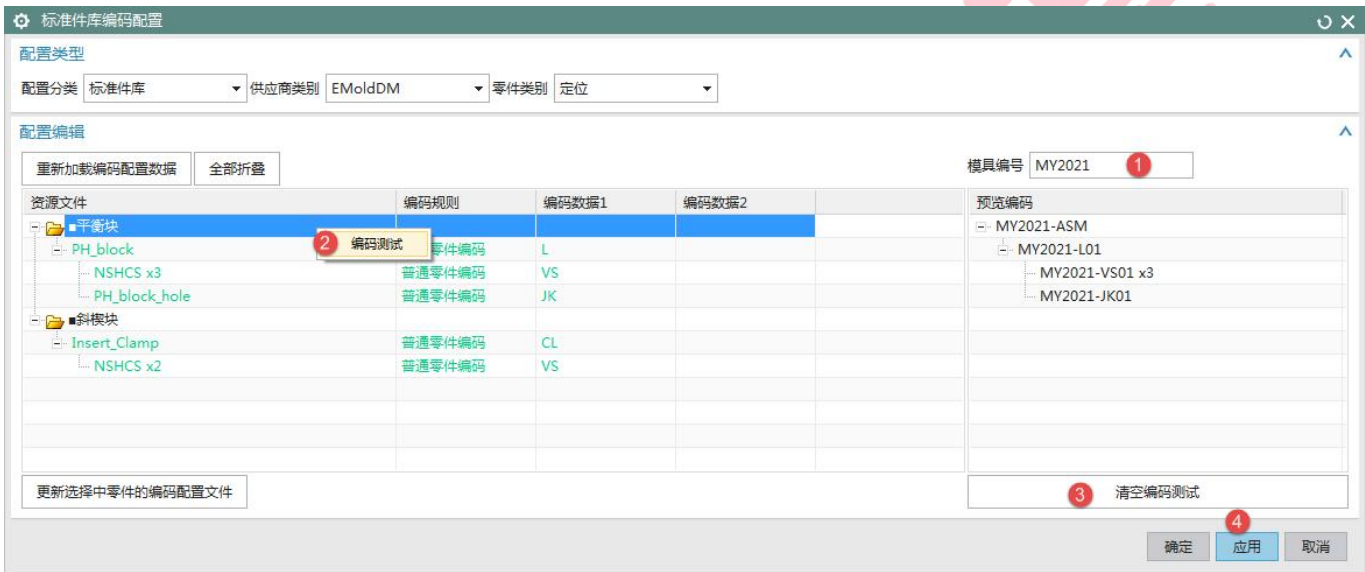 标准件库编码配置
配置类型
配置分类 标准件库 供应商类别 EMoldDM 零件类别 定位
配置编辑
重新加载编码配置数据 全部折叠 模具编号 MY2021 1
资源文件 编码规则 编码数据1 编码数据2 预览编码
■平衡块 MY2021-ASM
PH_block 2 编码测试 零件编码 L MY2021-L01
NSHCS x3 普通零件编码 VS MY2021-VS01 x3
PH_block_hole 普通零件编码 JK MY2021-JK01
■斜楔块
Insert_Clamp 普通零件编码 CL
NSHCS x2 普通零件编码 VS
更新选择中零件的编码配置文件 3 清空编码测试
4
确定 应用 取消